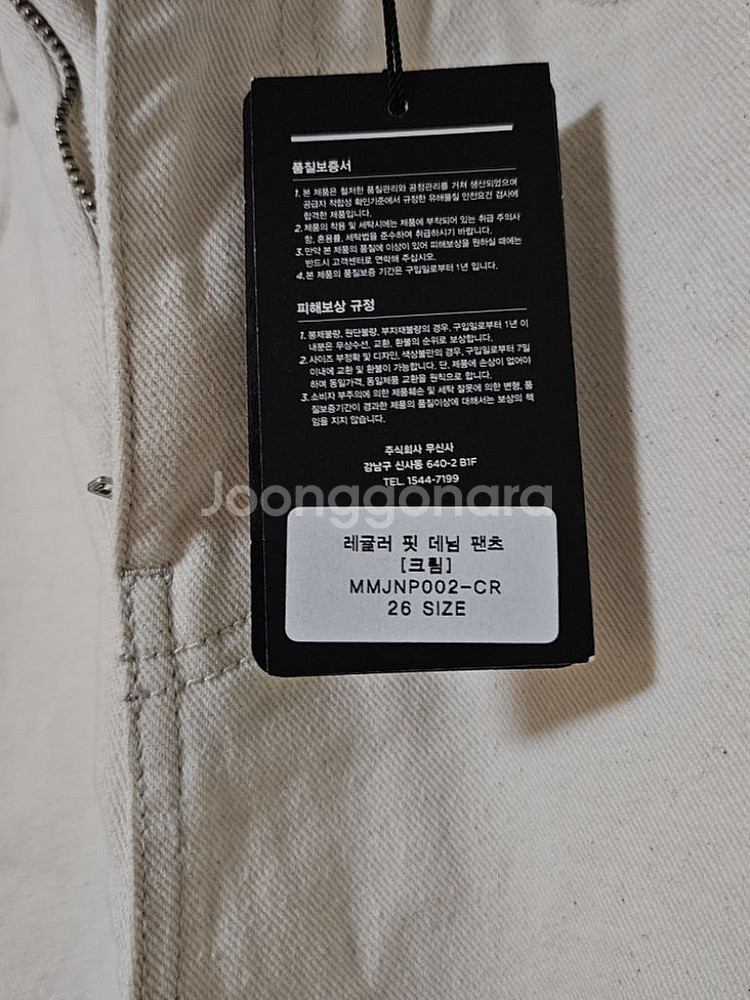 품질보증서
1. 본 제품은 철저한 품질관리와 공정관리를 거쳐 생산되었으며
공급자 적합성 확인기준에서 규정한 유해물질 안전요건 검사에
합격한 제품입니다.
2. 제품의 착용 및 세탁시에는 제품에 부착되어 있는 취급 주의사
항, 혼용률, 세탁법을 준수하여 취급하시기 바랍니다.
3. 만약 본 제품의 품질에 이상이 있어 피해보상을 원하실 때에는
반드시 고객센터로 연락해 주십시오.
4. 본 제품의 품질보증 기간은 구입일로부터 1년 입니다.
피해보상 규정
1. 봉제불량, 원단불량, 부자재불량의 경우, 구입일로부터 1년 이
내분은 무상수선, 교환, 환불의 순위로 보상합니다.
2. 사이즈 부정확 및 디자인, 색상불만의 경우, 구입일로부터 7일
이내에 교환 및 환불이 가능합니다. 단, 제품에 손상이 없어야
하며 동일가격, 동일제품 교환을 원칙으로 합니다.
3. 소비자 부주의에 의한 제품훼손 및 세탁 잘못에 의한 변형, 품
질보증기간이 경과한 제품의 품질이상에 대해서는 보상의 책
임을 지지 않습니다.
주식회사 무신사
강남구 신사동 640-2 B1F
TEL. 1544-7199
Joonggonara
레귤러 핏 데님 팬츠
[크림]
MMJNP002-CR
26 SIZE